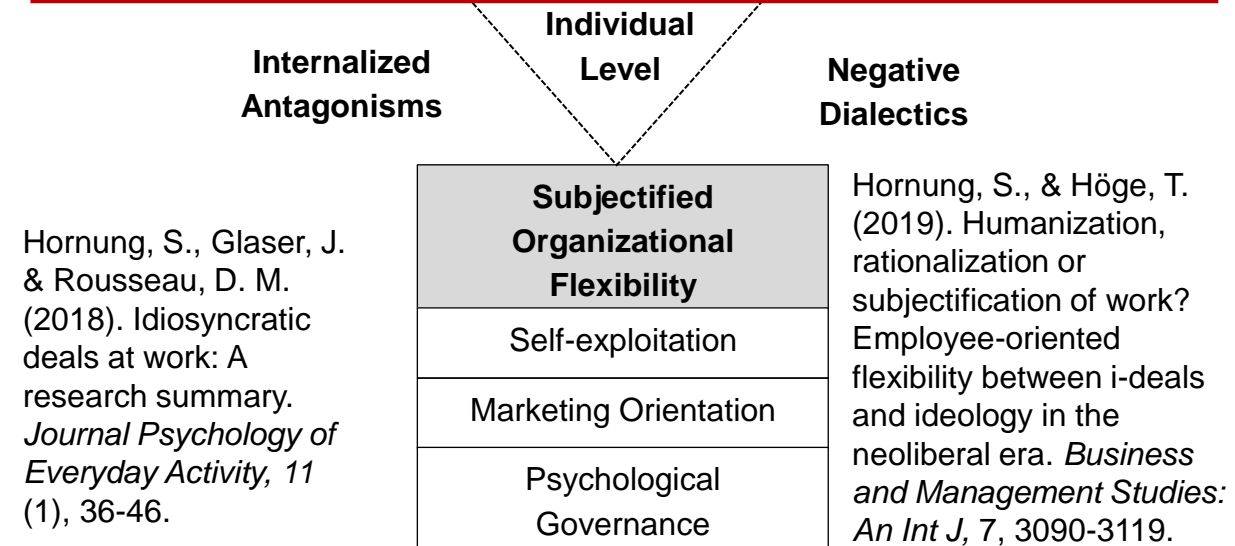 Individual
Level
Internalized
Antagonisms
Negative
Dialectics
Hornung, S., Glaser, J.
& Rousseau, D. M.
(2018). Idiosyncratic
deals at work: A
research summary.
Journal Psychology of
Everyday Activity, 11
(1), 36-46.
Subjectified
Organizational
Flexibility
Self-exploitation
Marketing Orientation
Psychological
Governance
Hornung, S., & Höge, T.
(2019). Humanization,
rationalization or
subjectification of work?
Employee-oriented
flexibility between i-deals
and ideology in the
neoliberal era. Business
and Management Studies:
An Int J, 7, 3090-3119.